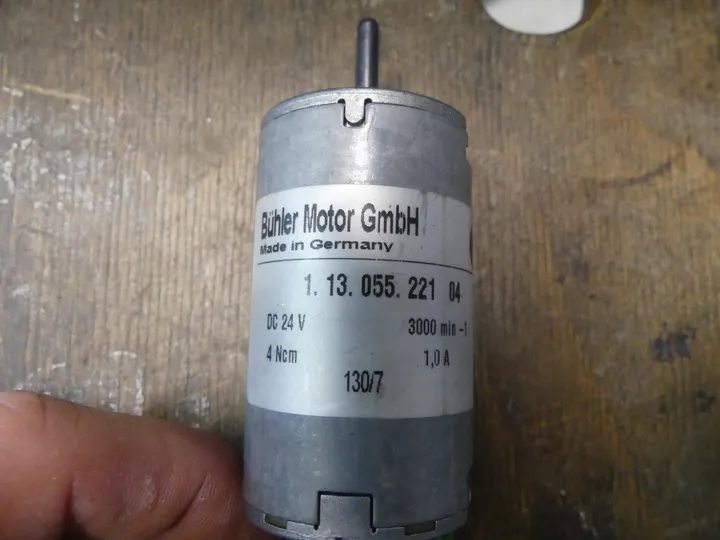 Bühler Motor GmbH
Made in Germany
1. 13. 055. 221 04
DC 24 V 3000 min -1
4 Ncm 1,0 A
130/7